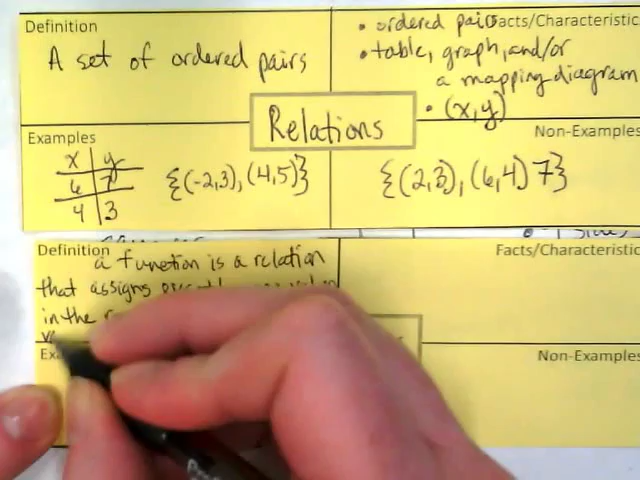 Definition
A set of ordered pairs
Facts/Characteristic
• ordered pairs
• table, graph, and/or
a mapping diagram
• (x,y)
Relations
Examples
x y
6 7
4 3
{(-2,3), (4,5)}
Non-Examples
{(2,3), (6,4) 7}
Definition
a function is a relation
that assigns
in the
Facts/Characteristic
Non-Examples